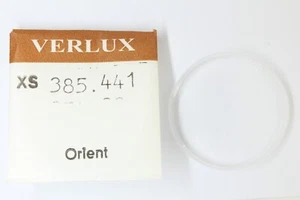 VERLUX
XS 385.441
Orient